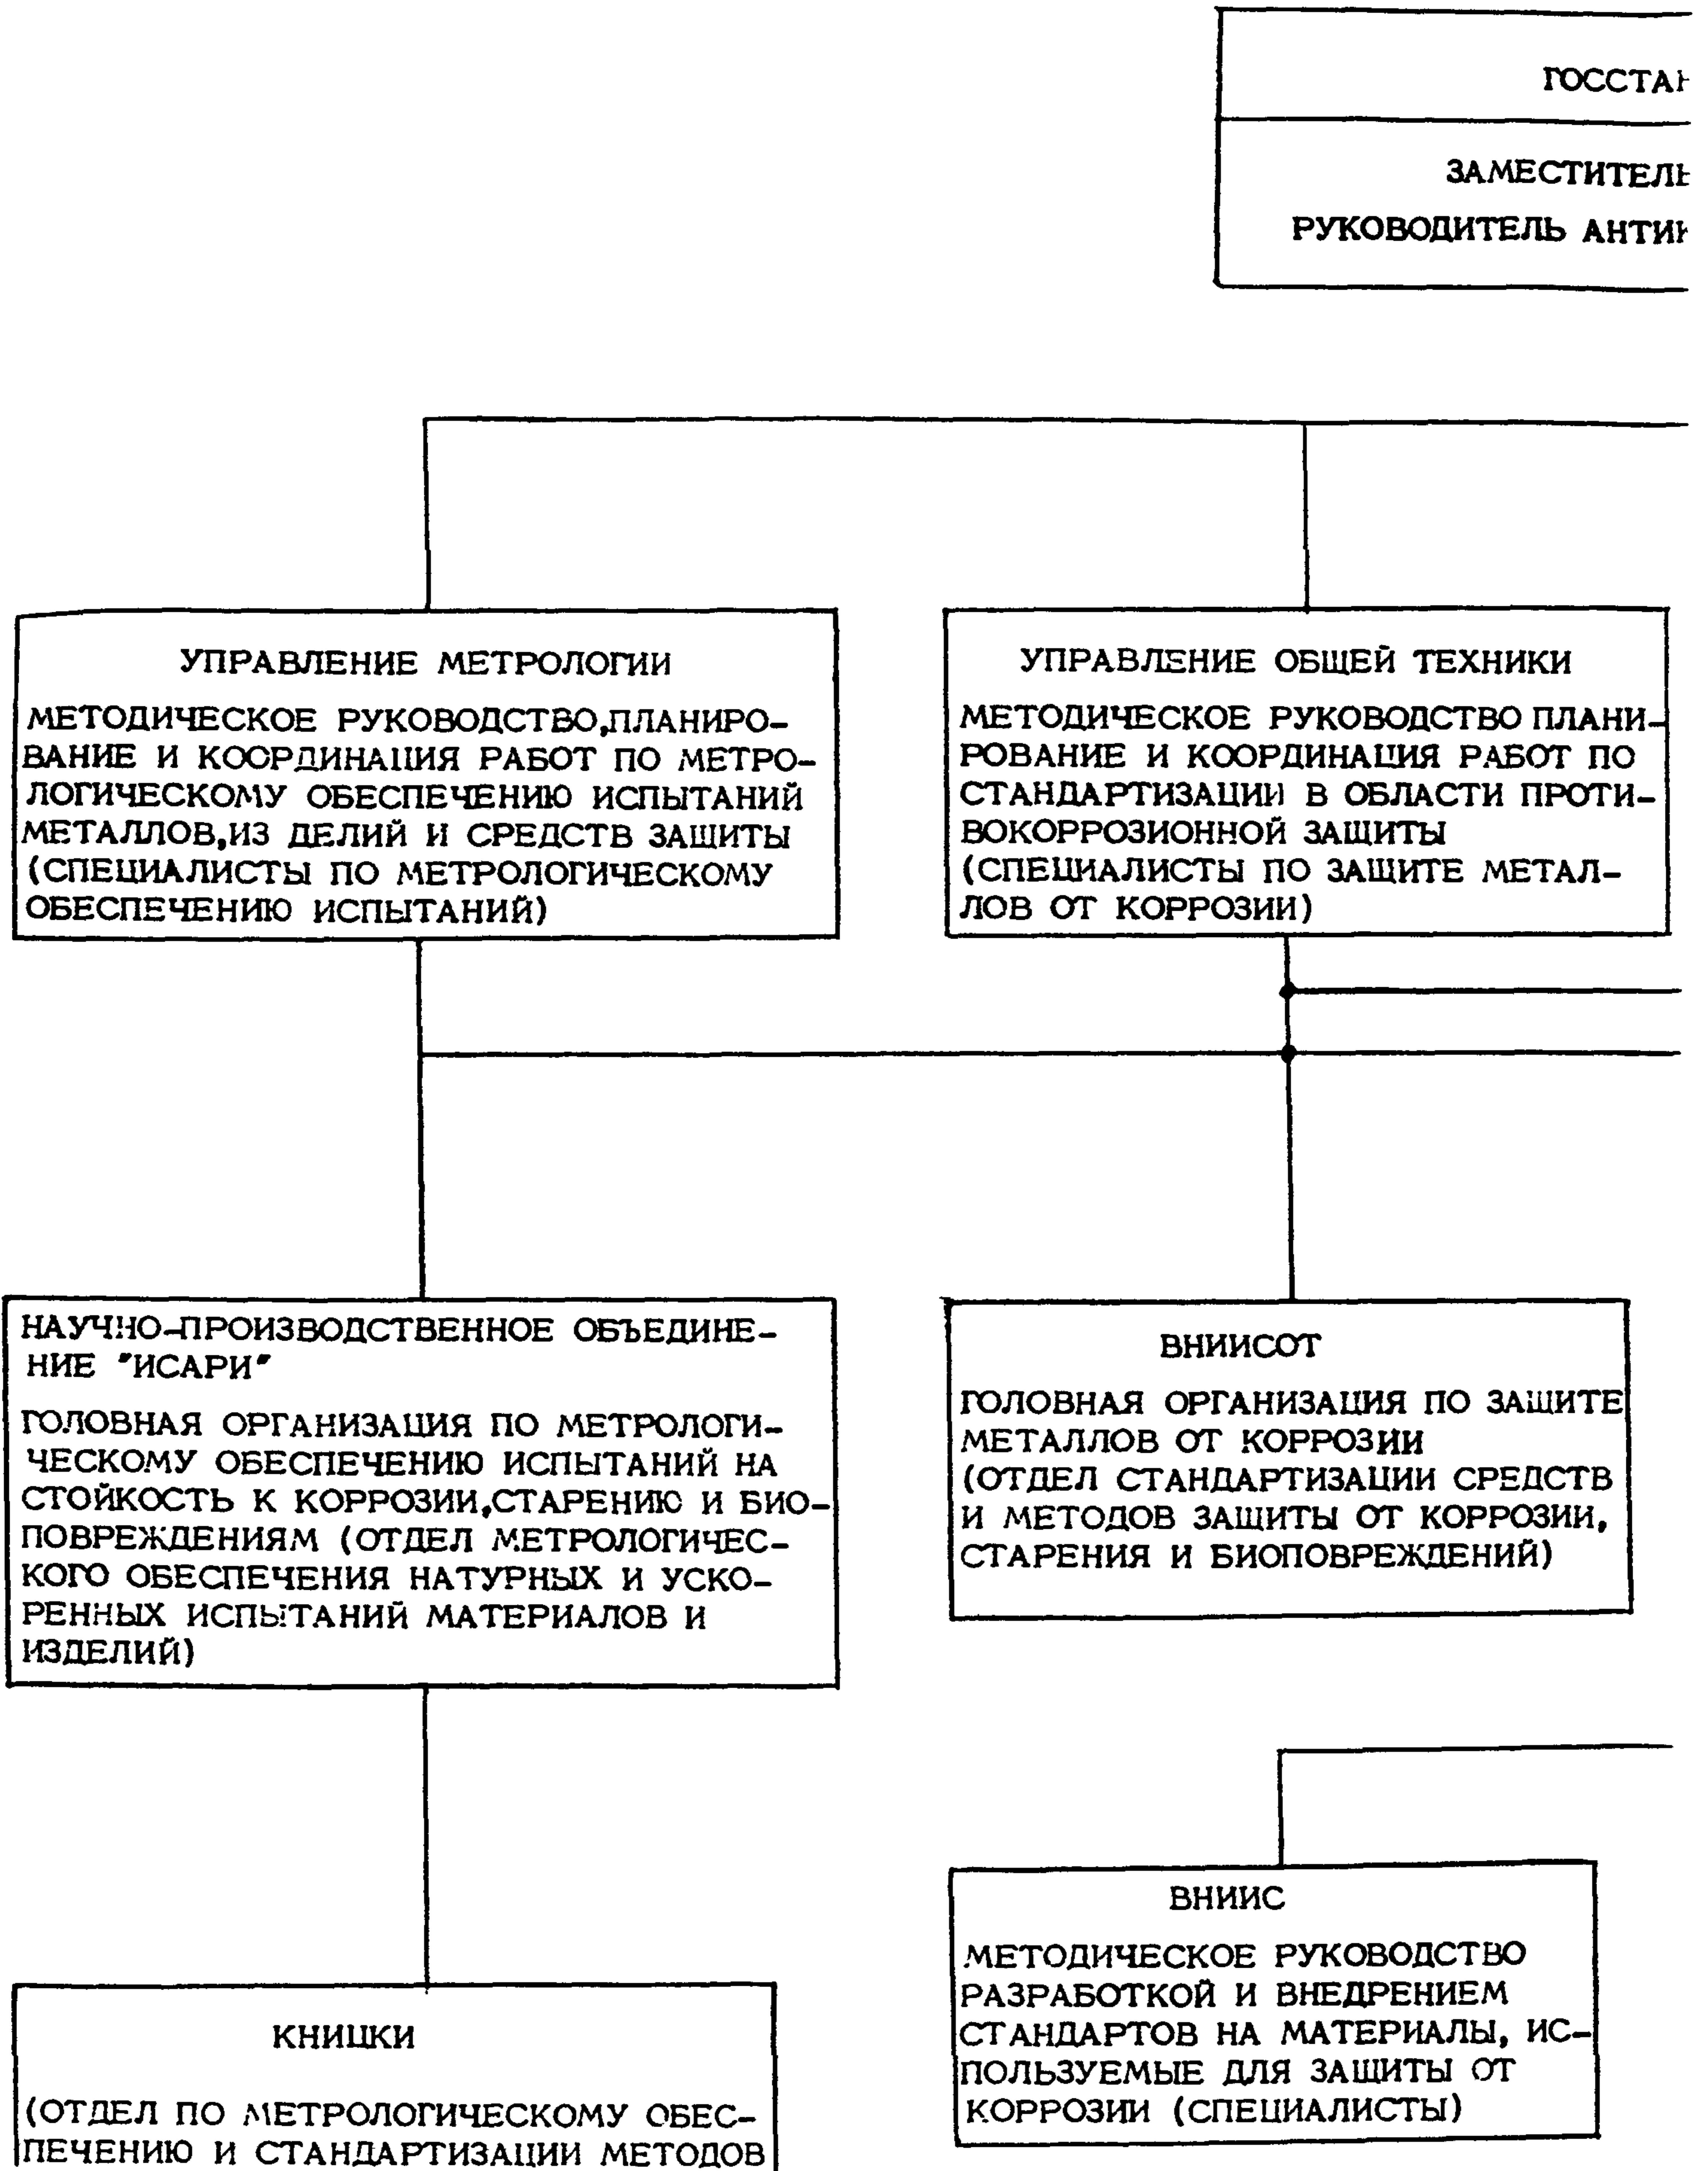 ГОССТАН
ЗАМЕСТИТЕЛЬ
РУКОВОДИТЕЛЬ АНТИК
УПРАВЛЕНИЕ МЕТРОЛОГИИ
МЕТОДИЧЕСКОЕ РУКОВОДСТВО,ПЛАНИРО-
ВАНИЕ И КООРДИНАЦИЯ РАБОТ ПО МЕТРО-
ЛОГИЧЕСКОМУ ОБЕСПЕЧЕНИЮ ИСПЫТАНИЙ
МЕТАЛЛОВ,ИЗ ДЕЛИЙ И СРЕДСТВ ЗАЩИТЫ
(СПЕЦИАЛИСТЫ ПО МЕТРОЛОГИЧЕСКОМУ
ОБЕСПЕЧЕНИЮ ИСПЫТАНИЙ)
УПРАВЛЕНИЕ ОБЩЕЙ ТЕХНИКИ
МЕТОДИЧЕСКОЕ РУКОВОДСТВО ПЛАНИ-
РОВАНИЕ И КООРДИНАЦИЯ РАБОТ ПО
СТАНДАРТИЗАЦИИ В ОБЛАСТИ ПРОТИ-
ВОКОРРОЗИОННОЙ ЗАЩИТЫ
(СПЕЦИАЛИСТЫ ПО ЗАЩИТЕ МЕТАЛ-
ЛОВ ОТ КОРРОЗИИ)
НАУЧНО-ПРОИЗВОДСТВЕННОЕ ОБЪЕДИНЕ-
НИЕ "ИСАРИ"
ГОЛОВНАЯ ОРГАНИЗАЦИЯ ПО МЕТРОЛОГИ-
ЧЕСКОМУ ОБЕСПЕЧЕНИЮ ИСПЫТАНИЙ НА
СТОЙКОСТЬ К КОРРОЗИИ,СТАРЕНИЮ И БИО-
ПОВРЕЖДЕНИЯМ (ОТДЕЛ МЕТРОЛОГИЧЕС-
КОГО ОБЕСПЕЧЕНИЯ НАТУРНЫХ И УСКО-
РЕННЫХ ИСПЫТАНИЙ МАТЕРИАЛОВ И
ИЗДЕЛИЙ)
ВНИИСОТ
ГОЛОВНАЯ ОРГАНИЗАЦИЯ ПО ЗАЩИТЕ
МЕТАЛЛОВ ОТ КОРРОЗИИ
(ОТДЕЛ СТАНДАРТИЗАЦИИ СРЕДСТВ
И МЕТОДОВ ЗАЩИТЫ ОТ КОРРОЗИИ,
СТАРЕНИЯ И БИОПОВРЕЖДЕНИЙ)
ВНИИС
МЕТОДИЧЕСКОЕ РУКОВОДСТВО
РАЗРАБОТКОЙ И ВНЕДРЕНИЕМ
СТАНДАРТОВ НА МАТЕРИАЛЫ, ИС-
ПОЛЬЗУЕМЫЕ ДЛЯ ЗАЩИТЫ ОТ
КОРРОЗИИ (СПЕЦИАЛИСТЫ)
КНИЦКИ
(ОТДЕЛ ПО МЕТРОЛОГИЧЕСКОМУ ОБЕС-
ПЕЧЕНИЮ И СТАНДАРТИЗАЦИИ МЕТОДОВ